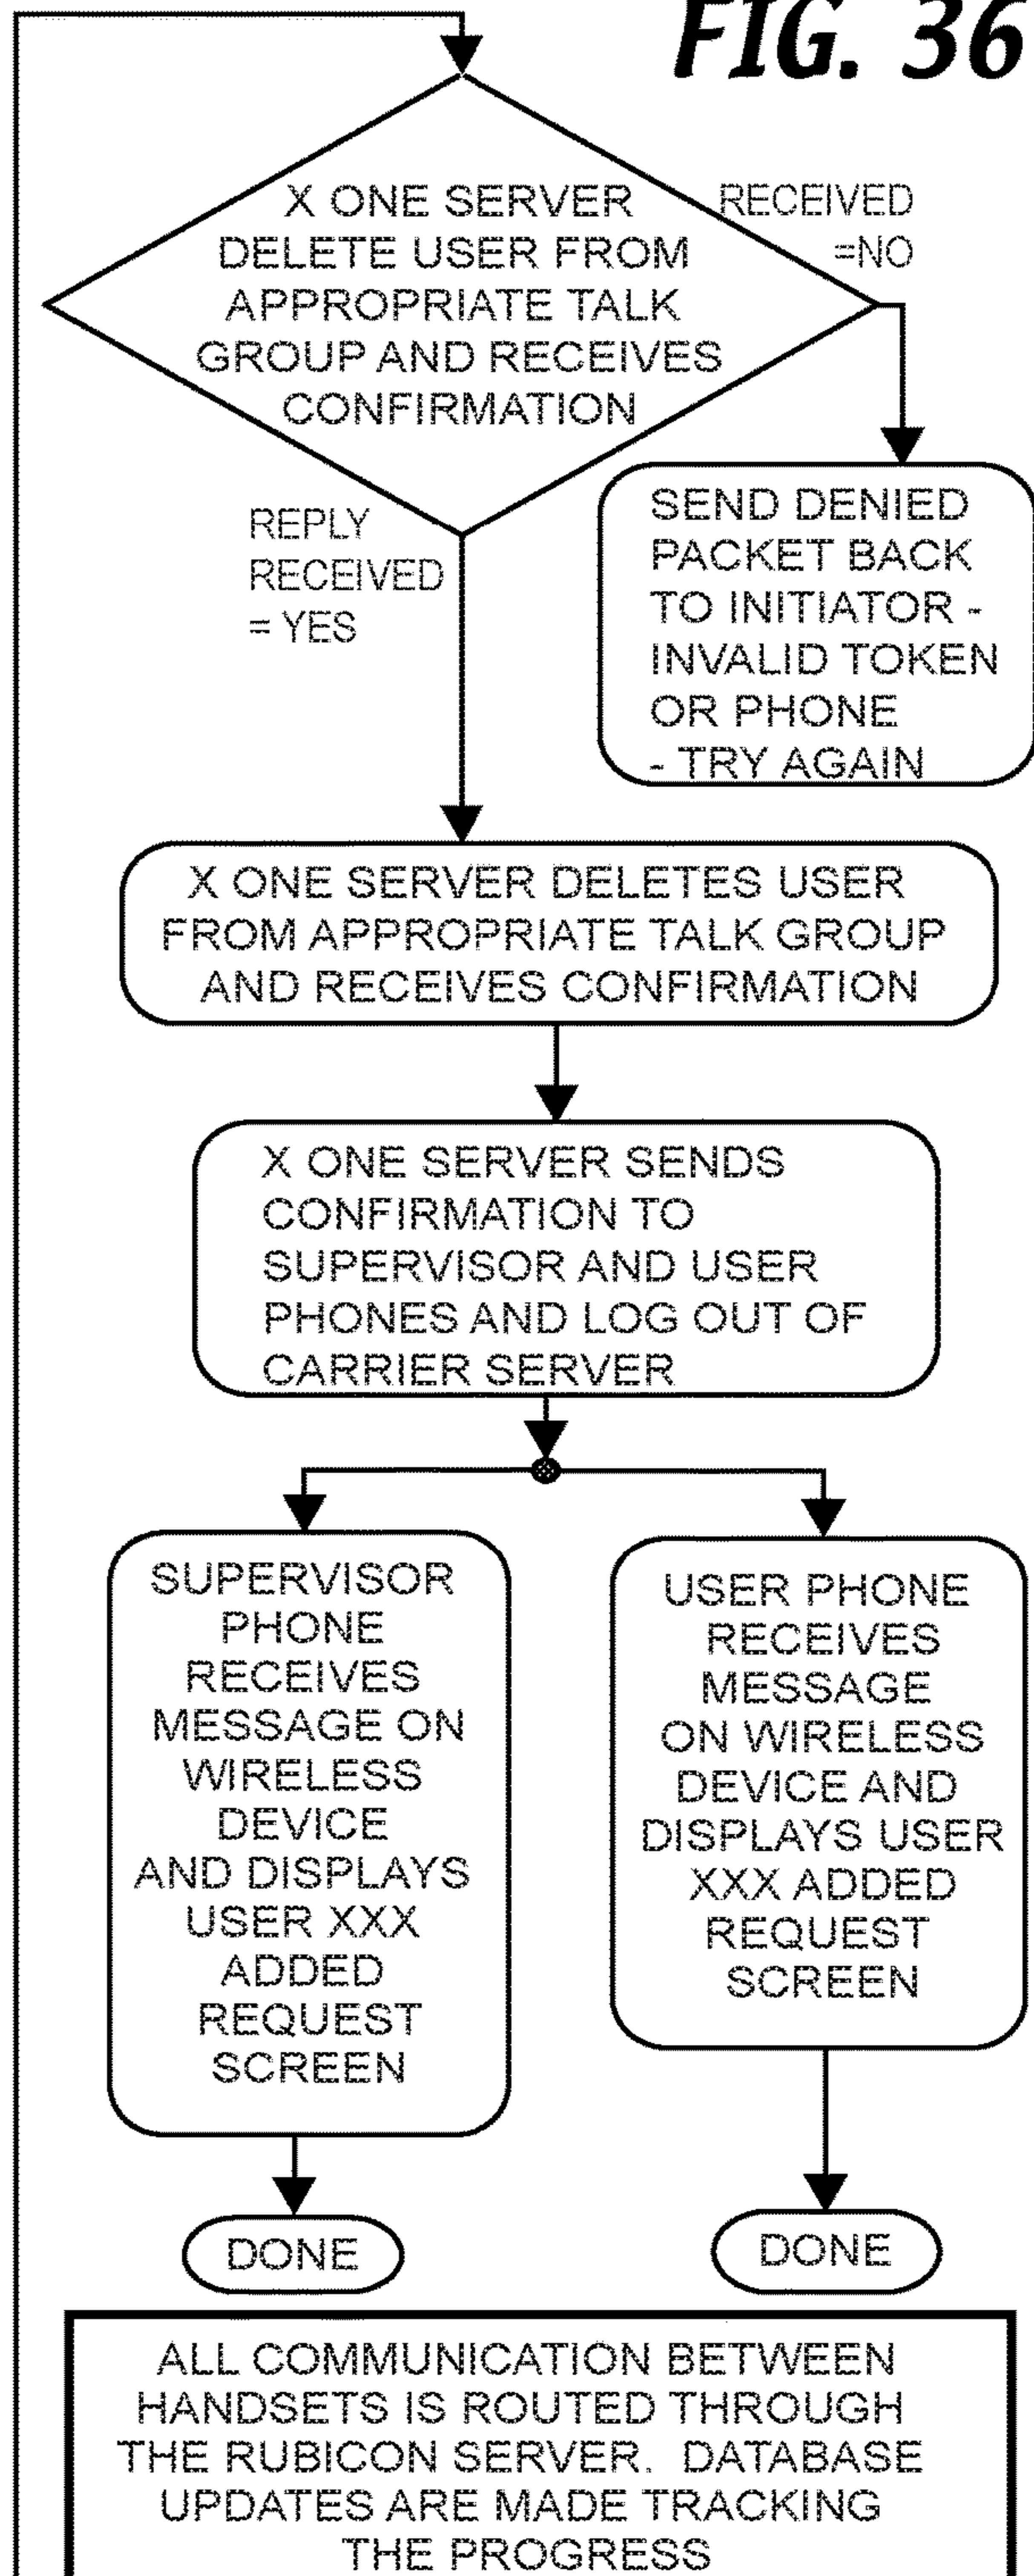 FIG. 36
X ONE SERVER
DELETE USER FROM
APPROPRIATE TALK
GROUP AND RECEIVES
CONFIRMATION
RECEIVED
=NO
SEND DENIED
PACKET BACK
TO INITIATOR -
INVALID TOKEN
OR PHONE
- TRY AGAIN
REPLY
RECEIVED
= YES
X ONE SERVER DELETES USER
FROM APPROPRIATE TALK GROUP
AND RECEIVES CONFIRMATION
X ONE SERVER SENDS
CONFIRMATION TO
SUPERVISOR AND USER
PHONES AND LOG OUT OF
CARRIER SERVER
SUPERVISOR
PHONE
RECEIVES
MESSAGE ON
WIRELESS
DEVICE
AND DISPLAYS
USER XXX
ADDED
REQUEST
SCREEN
USER PHONE
RECEIVES
MESSAGE
ON WIRELESS
DEVICE AND
DISPLAYS USER
XXX ADDED
REQUEST
SCREEN
DONE
DONE
ALL COMMUNICATION BETWEEN
HANDSETS IS ROUTED THROUGH
THE RUBICON SERVER. DATABASE
UPDATES ARE MADE TRACKING
THE PROGRESS